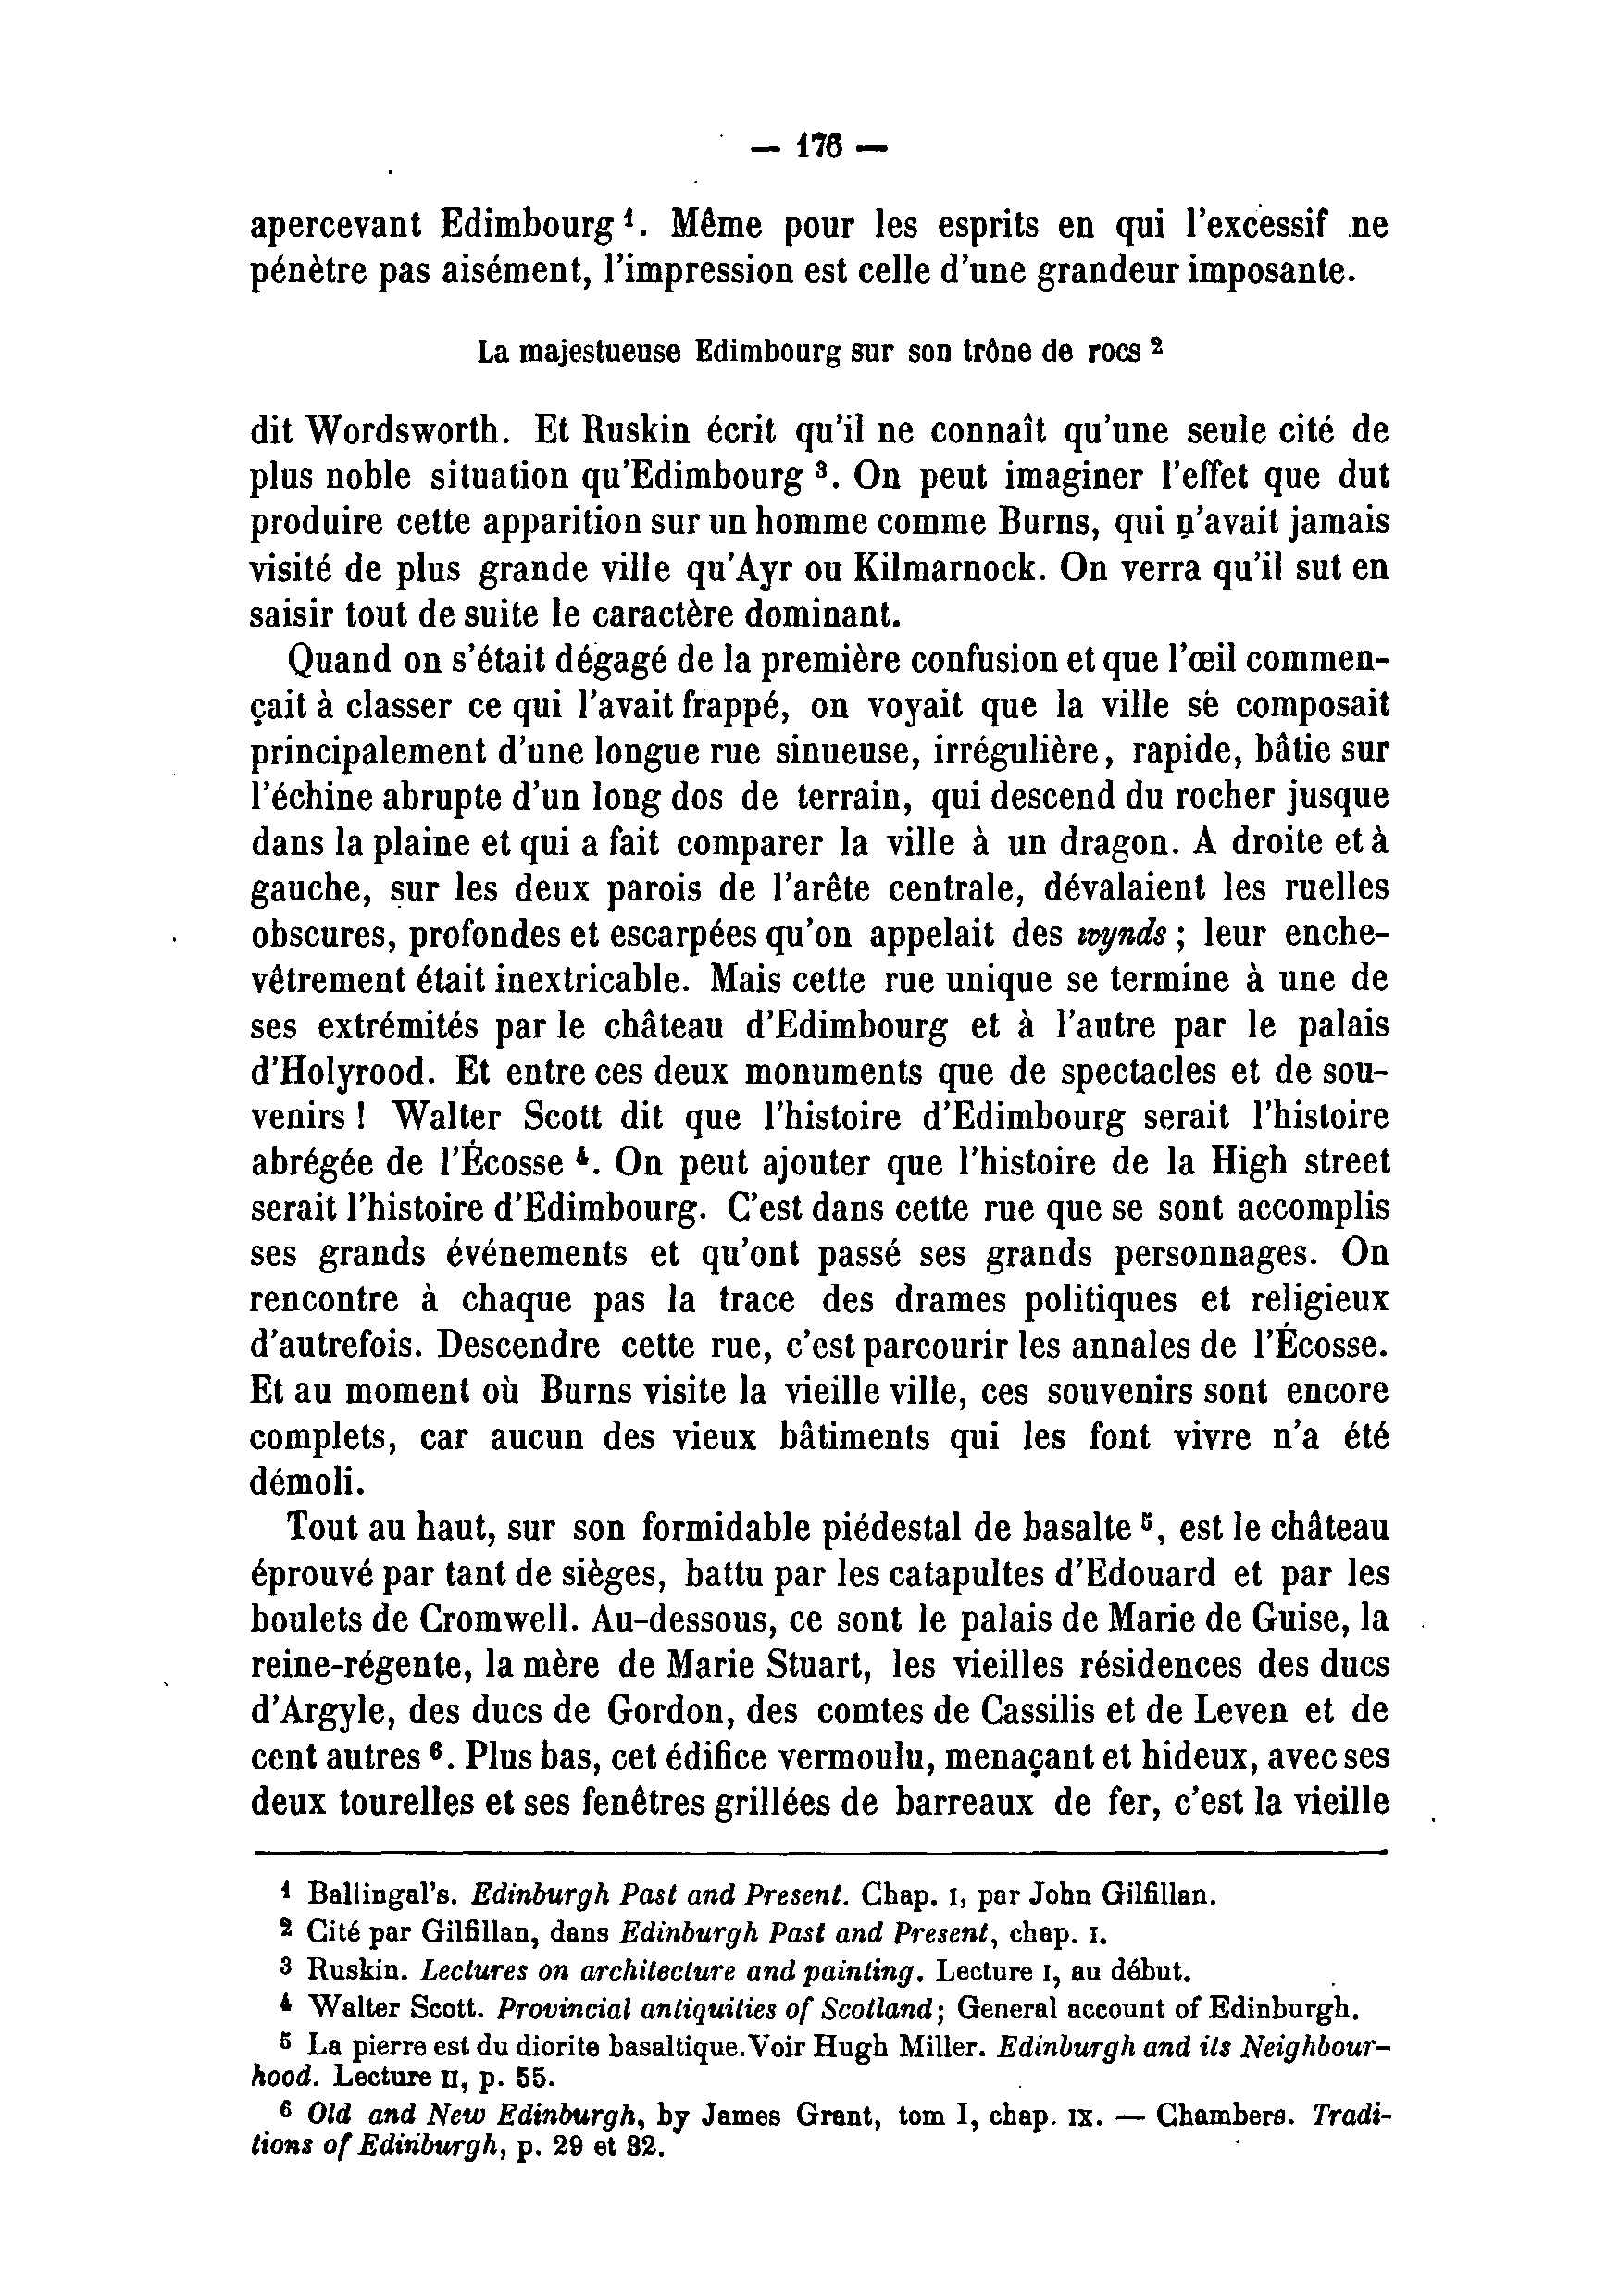 — 176 —
apercevant Edimbourg ¹. Même pour les esprits en qui l'excessif ne
pénètre pas aisément, l'impression est celle d'une grandeur imposante.
La majestueuse Edimbourg sur son trône de rocs ²
dit Wordsworth. Et Ruskin écrit qu'il ne connaît qu'une seule cité de
plus noble situation qu'Edimbourg ³. On peut imaginer l'effet que dut
produire cette apparition sur un homme comme Burns, qui n'avait jamais
visité de plus grande ville qu'Ayr ou Kilmarnock. On verra qu'il sut en
saisir tout de suite le caractère dominant.
Quand on s'était dégagé de la première confusion et que l'œil commen-
çait à classer ce qui l'avait frappé, on voyait que la ville se composait
principalement d'une longue rue sinueuse, irrégulière, rapide, bâtie sur
l'échine abrupte d'un long dos de terrain, qui descend du rocher jusque
dans la plaine et qui a fait comparer la ville à un dragon. A droite et à
gauche, sur les deux parois de l'arête centrale, dévalaient les ruelles
obscures, profondes et escarpées qu'on appelait des wynds ; leur enche-
vêtrement était inextricable. Mais cette rue unique se termine à une de
ses extrémités par le château d'Edimbourg et à l'autre par le palais
d'Holyrood. Et entre ces deux monuments que de spectacles et de sou-
venirs ! Walter Scott dit que l'histoire d'Edimbourg serait l'histoire
abrégée de l'Écosse ⁴. On peut ajouter que l'histoire de la High street
serait l'histoire d'Edimbourg. C'est dans cette rue que se sont accomplis
ses grands événements et qu'ont passé ses grands personnages. On
rencontre à chaque pas la trace des drames politiques et religieux
d'autrefois. Descendre cette rue, c'est parcourir les annales de l'Écosse.
Et au moment où Burns visite la vieille ville, ces souvenirs sont encore
complets, car aucun des vieux bâtiments qui les font vivre n'a été
démoli.
Tout au haut, sur son formidable piédestal de basalte ⁵, est le château
éprouvé par tant de sièges, battu par les catapultes d'Edouard et par les
boulets de Cromwell. Au-dessous, ce sont le palais de Marie de Guise, la
reine-régente, la mère de Marie Stuart, les vieilles résidences des ducs
d'Argyle, des ducs de Gordon, des comtes de Cassilis et de Leven et de
cent autres ⁶. Plus bas, cet édifice vermoulu, menaçant et hideux, avec ses
deux tourelles et ses fenêtres grillées de barreaux de fer, c'est la vieille
¹ Ballingal's. Edinburgh Past and Present. Chap. I, par John Gilfillan.
² Cité par Gilfillan, dans Edinburgh Past and Present, chap. I.
³ Ruskin. Lectures on architecture and painting. Lecture I, au début.
⁴ Walter Scott. Provincial antiquities of Scotland; General account of Edinburgh.
⁵ La pierre est du diorite basaltique. Voir Hugh Miller. Edinburgh and its Neighbour-
hood. Lecture II, p. 55.
⁶ Old and New Edinburgh, by James Grant, tom I, chap. IX. — Chambers. Tradi-
tions of Edinburgh, p. 29 et 32.